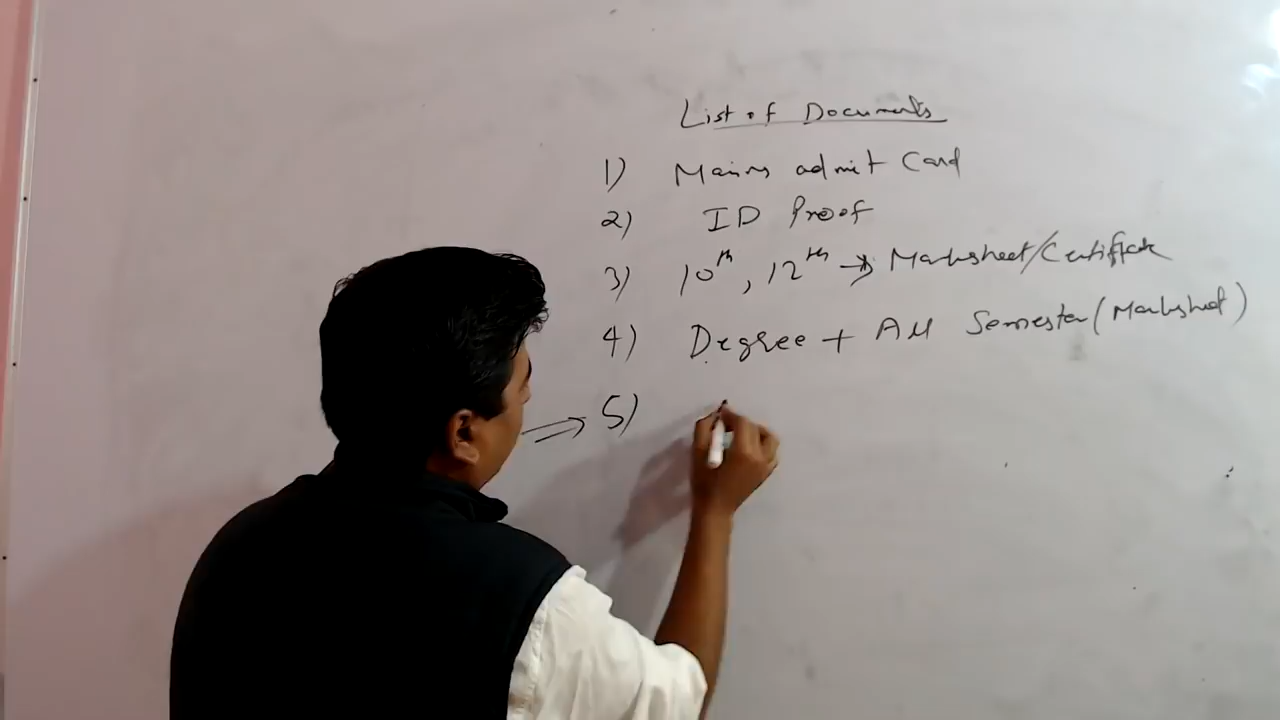 List of Documents
1) Mains admit Card
2) ID Proof
3) 10th, 12th → Marksheet/Certificate
4) Degree + All Semester (Marksheet)
⇒ 5)